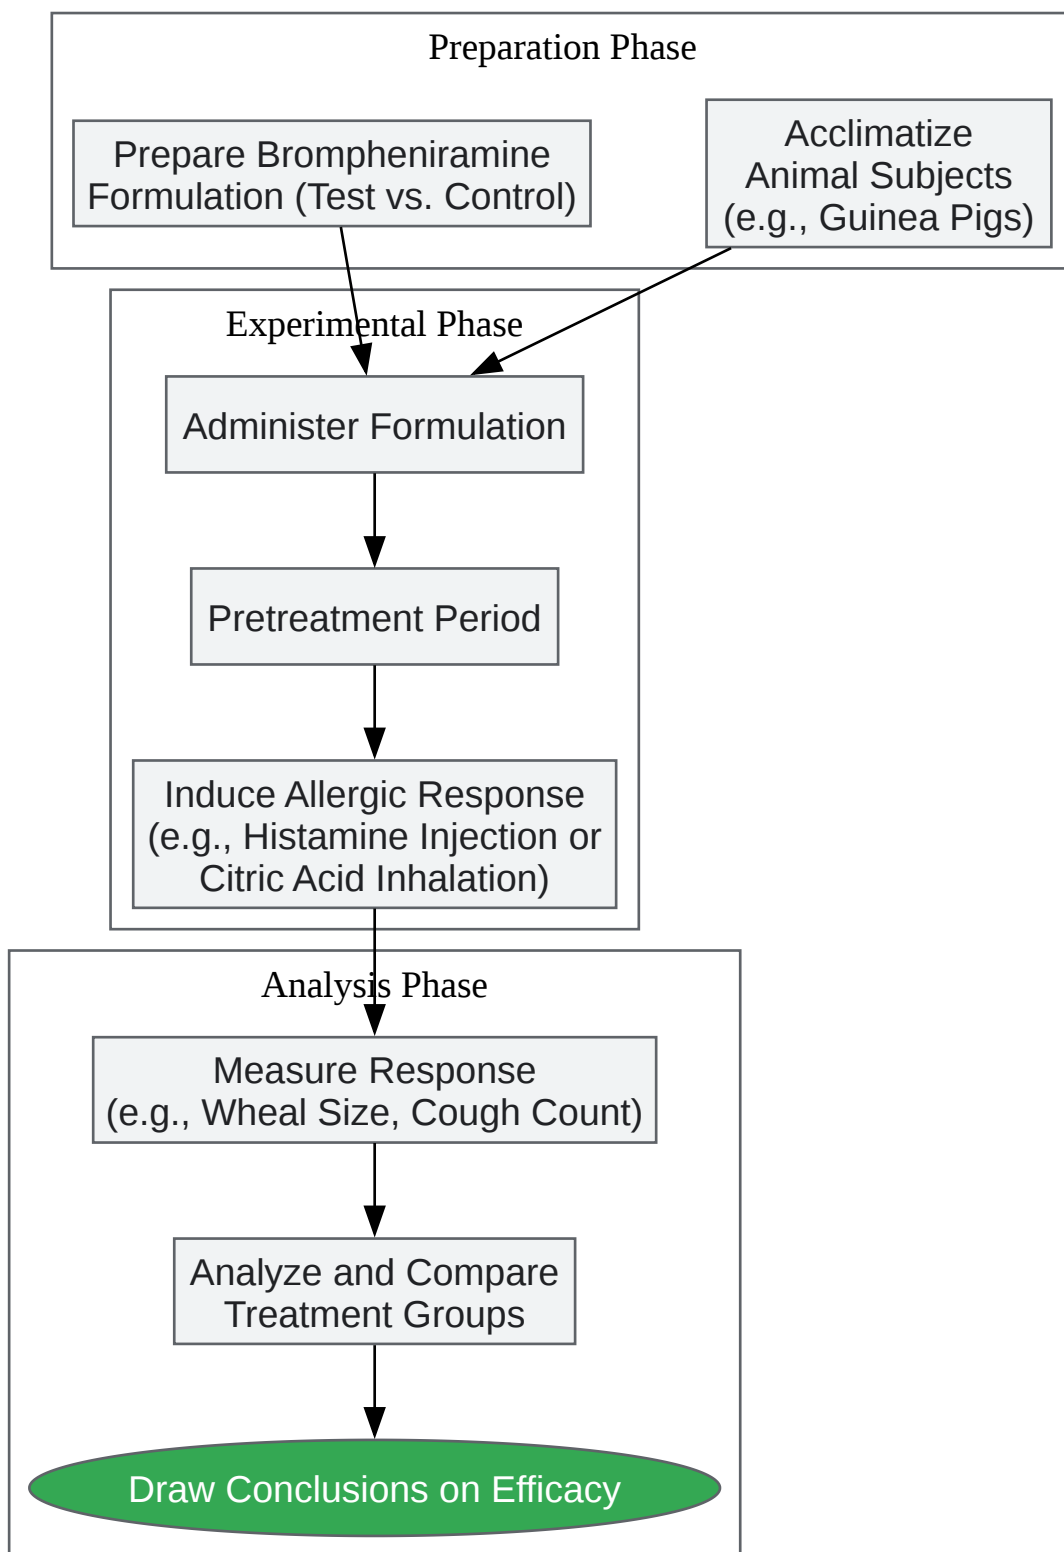 Preparation Phase
Prepare Brompheniramine
Formulation (Test vs. Control)
Acclimatize
Animal Subjects
(e.g., Guinea Pigs)
Experimental Phase
Administer Formulation
Pretreatment Period
Induce Allergic Response
(e.g., Histamine Injection or
Citric Acid Inhalation)
Analysis Phase
Measure Response
(e.g., Wheal Size, Cough Count)
Analyze and Compare
Treatment Groups
Draw Conclusions on Efficacy